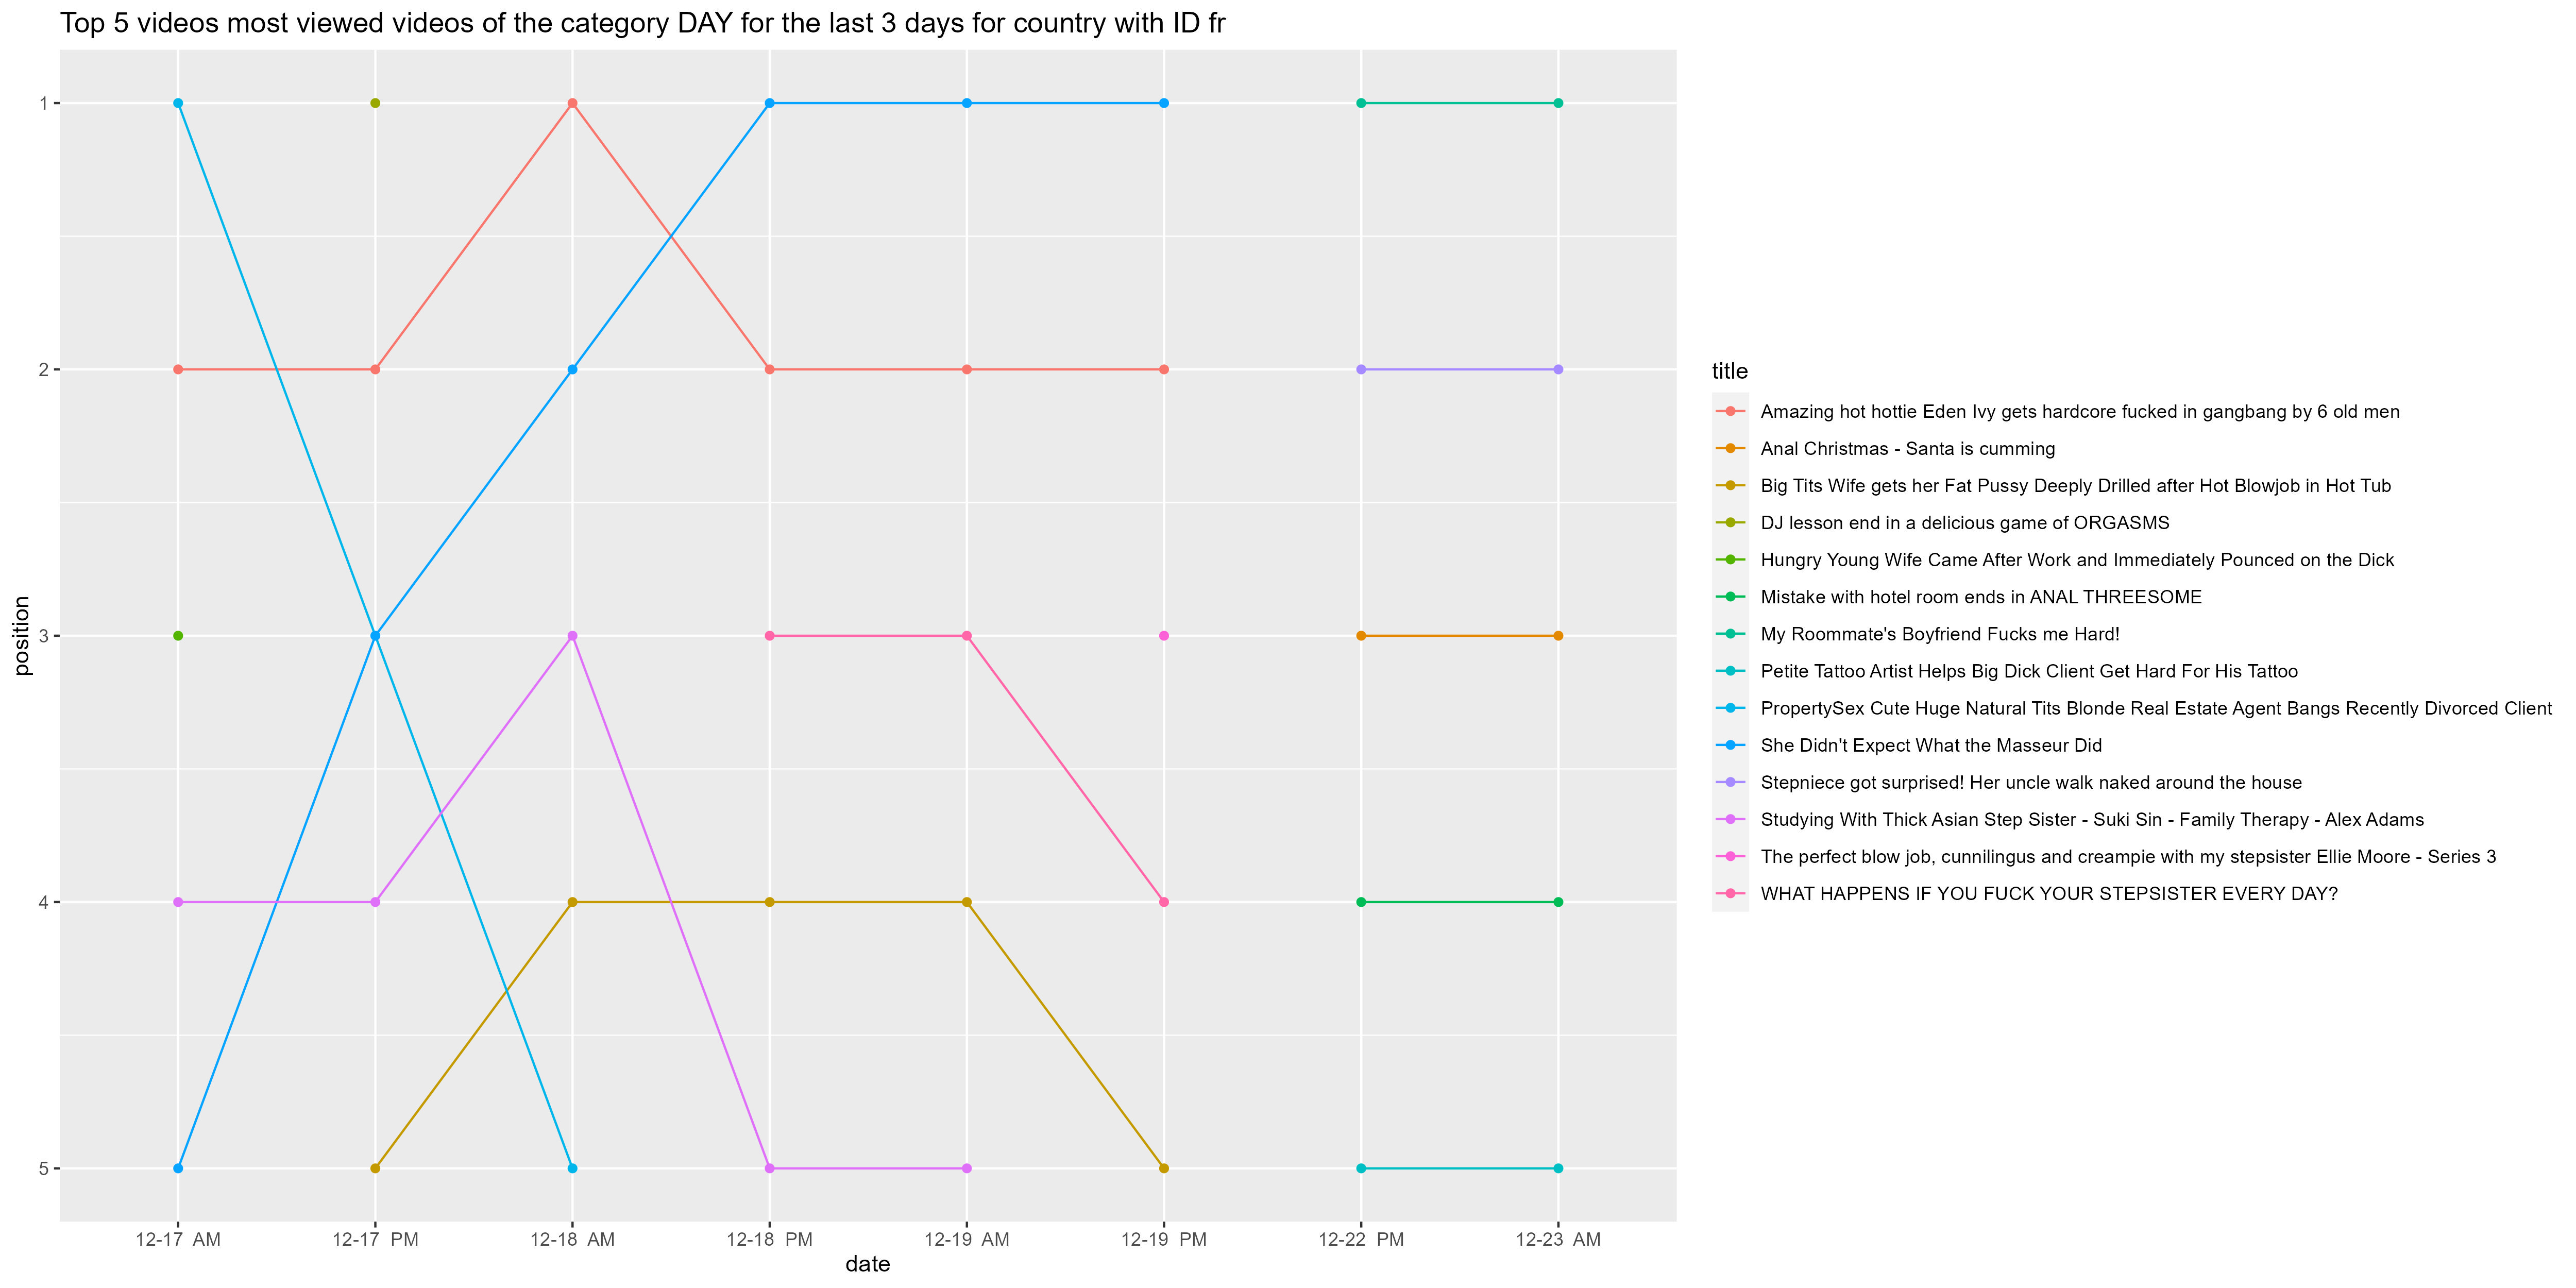 Top 5 videos most viewed videos of the category DAY for the last 3 days for country with ID fr
1
2
3
4
5
position
12-17 AM
12-17 PM
12-18 AM
12-18 PM
12-19 AM
12-19 PM
12-22 PM
12-23 AM
date
title
Amazing hot hottie Eden Ivy gets hardcore fucked in gangbang by 6 old men
Anal Christmas - Santa is cumming
Big Tits Wife gets her Fat Pussy Deeply Drilled after Hot Blowjob in Hot Tub
DJ lesson end in a delicious game of ORGASMS
Hungry Young Wife Came After Work and Immediately Pounced on the Dick
Mistake with hotel room ends in ANAL THREESOME
My Roommate's Boyfriend Fucks me Hard!
Petite Tattoo Artist Helps Big Dick Client Get Hard For His Tattoo
PropertySex Cute Huge Natural Tits Blonde Real Estate Agent Bangs Recently Divorced Client
She Didn't Expect What the Masseur Did
Stepniece got surprised! Her uncle walk naked around the house
Studying With Thick Asian Step Sister - Suki Sin - Family Therapy - Alex Adams
The perfect blow job, cunnilingus and creampie with my stepsister Ellie Moore - Series 3
WHAT HAPPENS IF YOU FUCK YOUR STEPSISTER EVERY DAY?